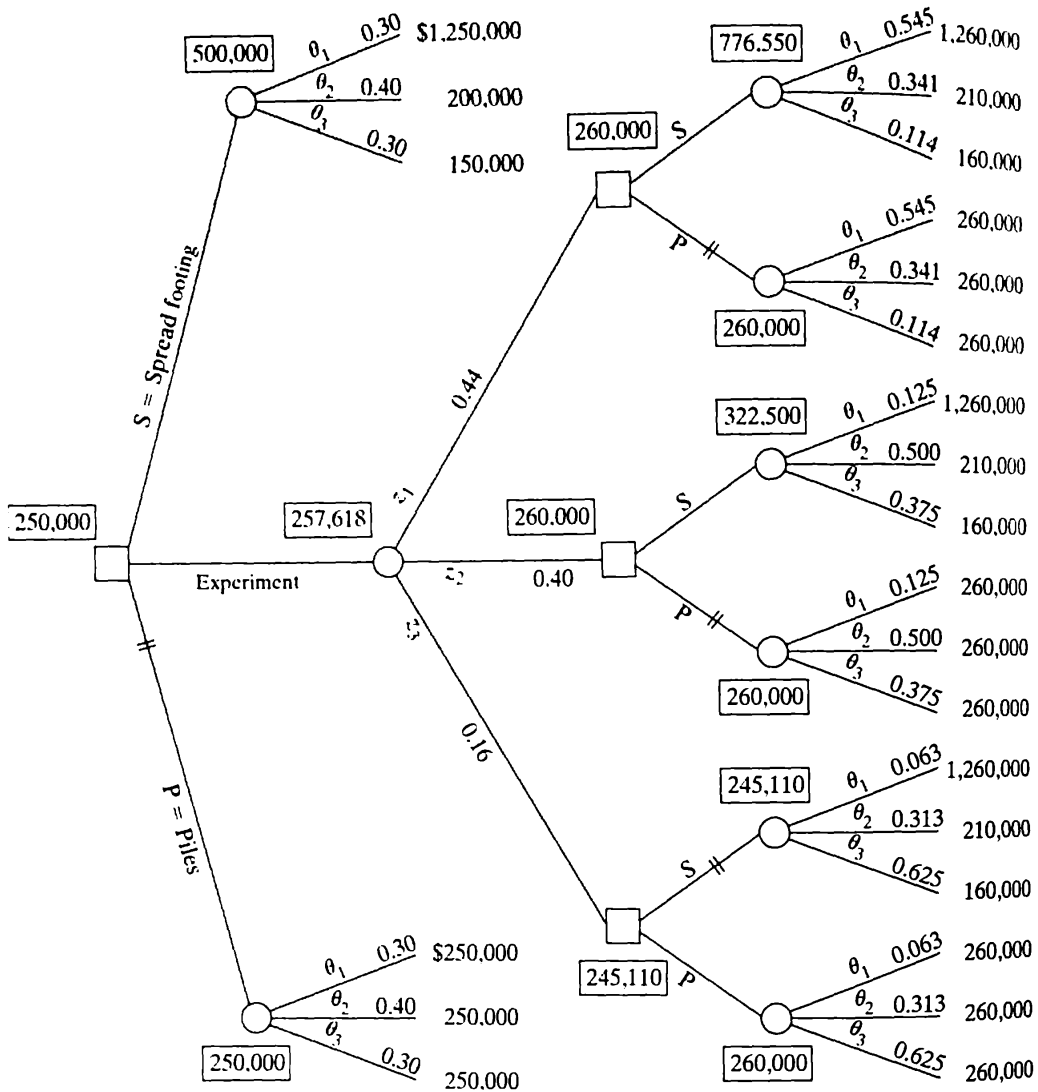 500,000
θ1 0.30 $1,250,000
θ2 0.40 200,000
θ3 0.30 150,000
S = Spread footing
250,000
Experiment
P = Piles
250.000
θ1 0.30 $250.000
θ2 0.40 250.000
θ3 0.30 250.000
257,618
z1 0.44
z2 0.40
z3 0.16
260.000
S
776.550
θ1 0.545 1,260,000
θ2 0.341 210,000
θ3 0.114 160,000
P
260,000
θ1 0.545 260,000
θ2 0.341 260,000
θ3 0.114 260,000
260.000
S
322.500
θ1 0.125 1,260,000
θ2 0.500 210,000
θ3 0.375 160,000
P
260,000
θ1 0.125 260,000
θ2 0.500 260,000
θ3 0.375 260,000
245,110
S
245,110
θ1 0.063 1,260,000
θ2 0.313 210,000
θ3 0.625 160,000
P
260,000
θ1 0.063 260,000
θ2 0.313 260,000
θ3 0.625 260,000